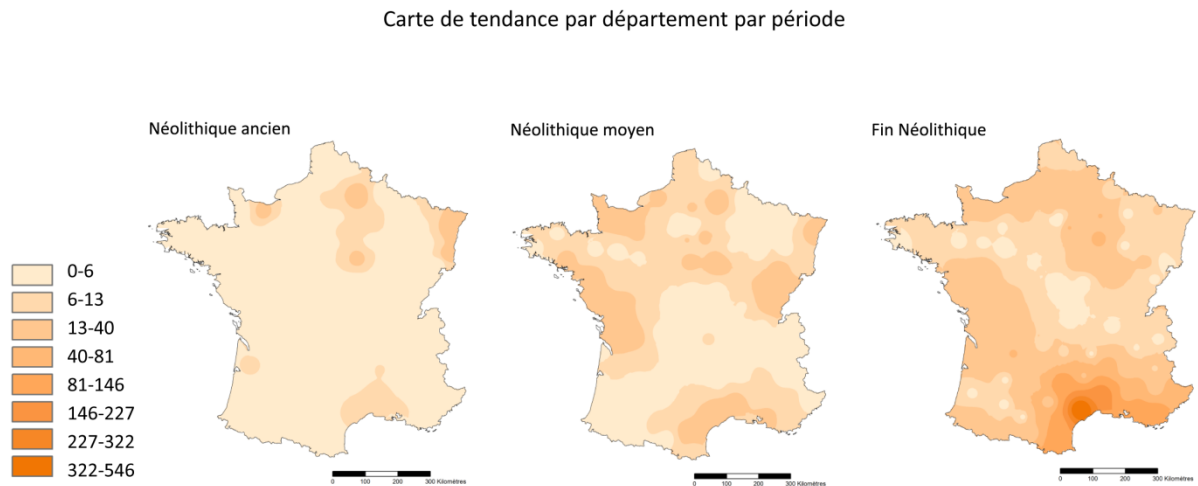 Carte de tendance par département par période
Néolithique ancien
Néolithique moyen
Fin Néolithique
0-6
6-13
13-40
40-81
81-146
146-227
227-322
322-546
0 100 200 300 Kilomètres
0 100 200 300 Kilomètres
0 100 200 300 Kilomètres